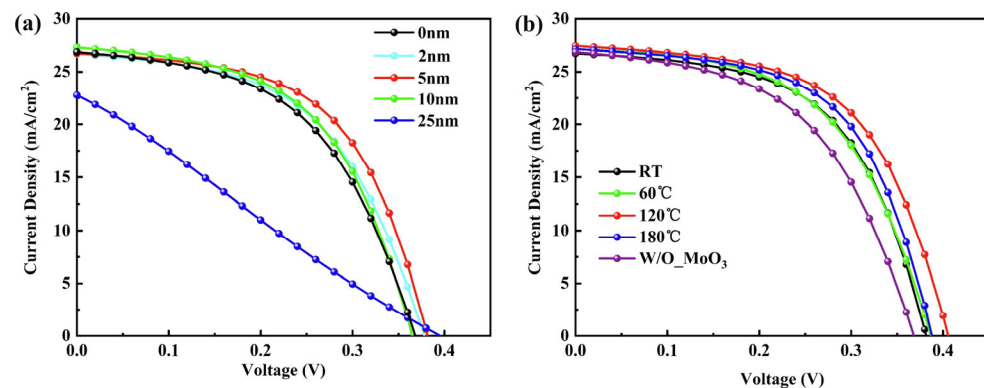 (a)
30
25
20
15
10
5
0
Current Density (mA/cm²)
0.0 0.1 0.2 0.3 0.4
Voltage (V)
0nm
2nm
5nm
10nm
25nm
(b)
30
25
20
15
10
5
0
Current Density (mA/cm²)
0.0 0.1 0.2 0.3 0.4
Voltage (V)
RT
60℃
120℃
180℃
W/O_MoO₃